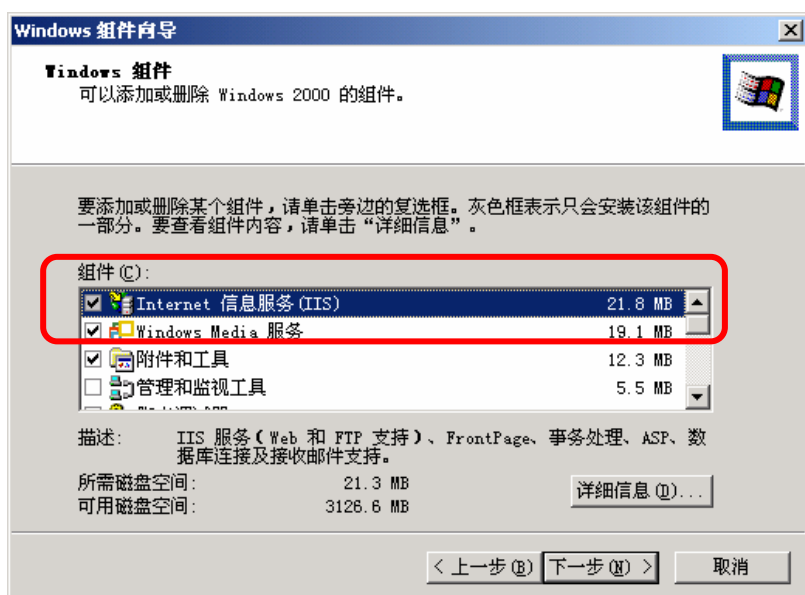 Windows 组件向导
Windows 组件
可以添加或删除 Windows 2000 的组件。
要添加或删除某个组件，请单击旁边的复选框。灰色框表示只会安装该组件的
一部分。要查看组件内容，请单击“详细信息”。
组件(C):
Internet 信息服务(IIS) 21.8 MB
Windows Media 服务 19.1 MB
附件和工具 12.3 MB
管理和监视工具 5.5 MB
描述: IIS 服务(Web 和 FTP 支持)、FrontPage、事务处理、ASP、数
据库连接及接收邮件支持。
所需磁盘空间: 21.3 MB
可用磁盘空间: 3126.6 MB
详细信息(D)...
< 上一步(B) 下一步(N) > 取消